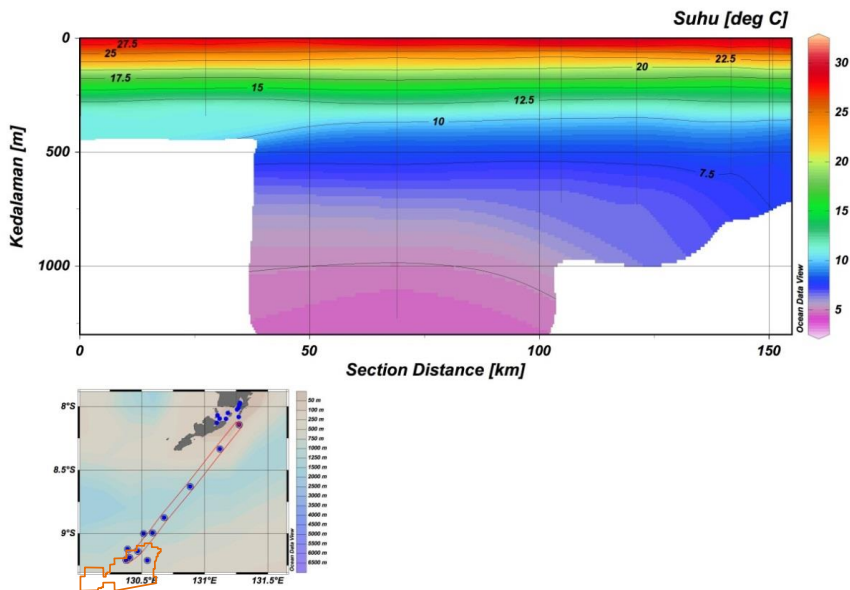 Suhu [deg C]
0
500
1000
Kedalaman [m]
27.5
25
17.5
15
12.5
10
20
22.5
7.5
Ocean Data View
0
50
100
150
Section Distance [km]
30
25
20
15
10
5
8°S
8.5°S
9°S
130.5°E
131°E
131.5°E
50 m
100 m
250 m
500 m
750 m
1000 m
1250 m
1500 m
1750 m
2000 m
2500 m
3000 m
3500 m
4000 m
4500 m
5000 m
5500 m
6000 m
6500 m
Ocean Data View